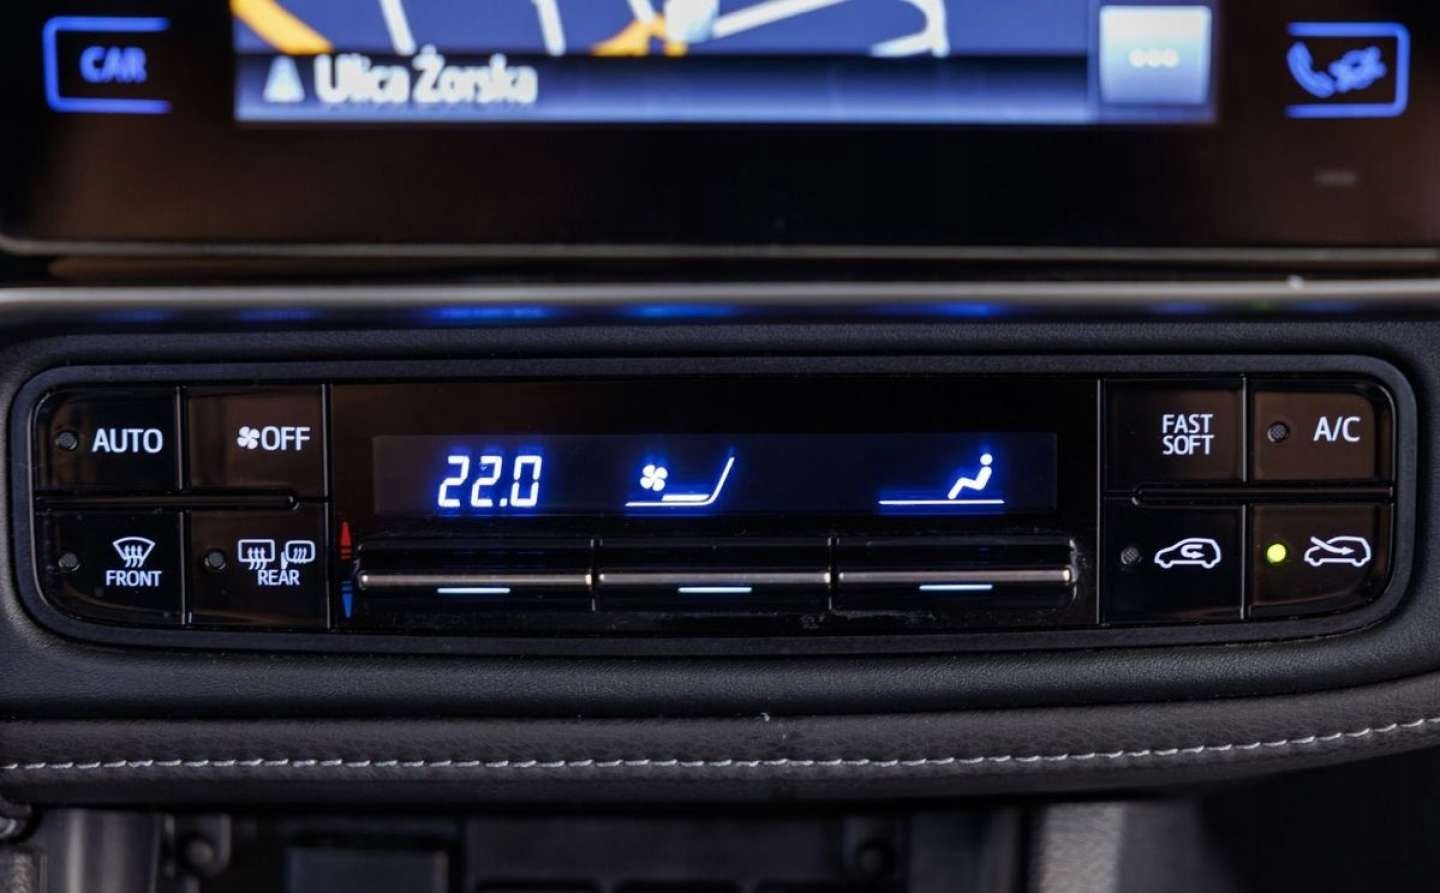 CAR
Ulica Żorska
AUTO
OFF
22.0
FAST
SOFT
A/C
FRONT
REAR